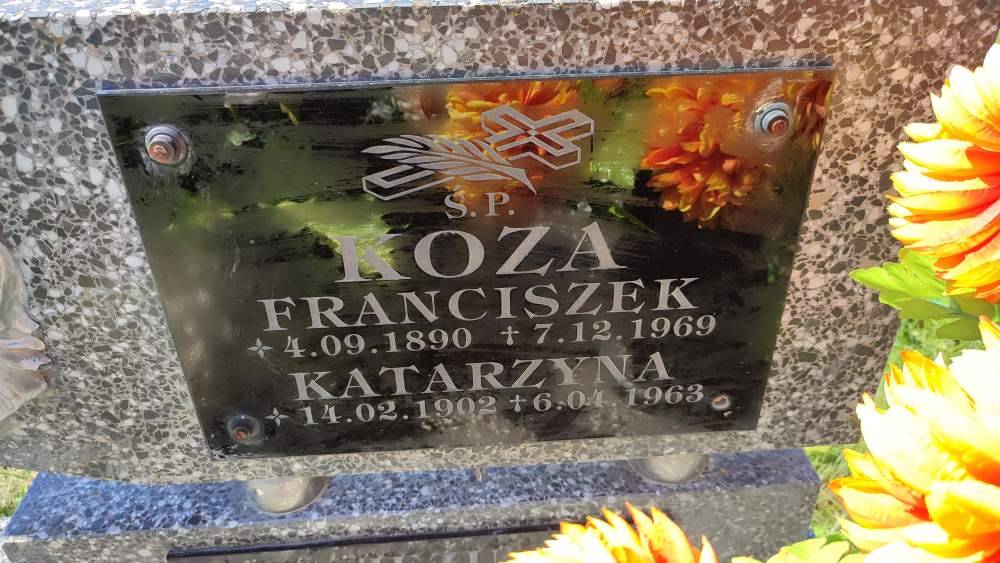 Ś.P.
KOZA
FRANCISZEK
4.09.1890 † 7.12.1969
KATARZYNA
14.02.1902 † 6.04.1963